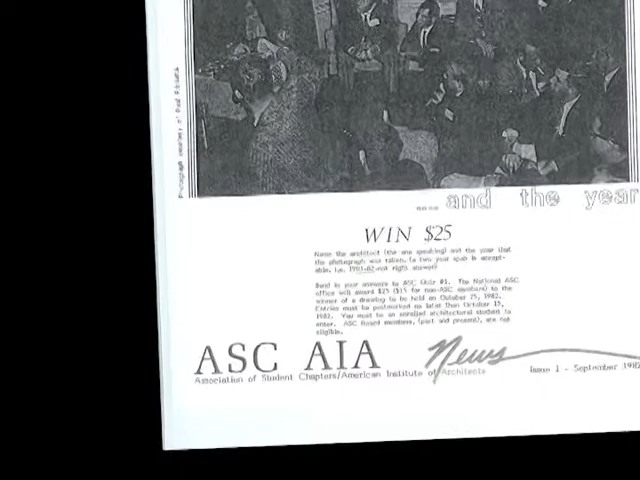 .... and the year
WIN $25
Name the architect (the one speaking) and the year that
the photograph was taken. (a two year span is accept-
able, i.e. 1981-82-not right answer)
Send in your answers to ASC Quiz #1. The National ASC
office will award $25 ($15 for non-ASC members) to the
winner of a drawing to be held on October 25, 1982.
Entries must be postmarked no later than October 15,
1982. You must be an enrolled architectural student to
enter. ASC Board members, (past and present), are not
eligible.
ASC AIA News
Association of Student Chapters/American Institute of Architects
Issue 1 - September 1982
Photograph courtesy of Paul